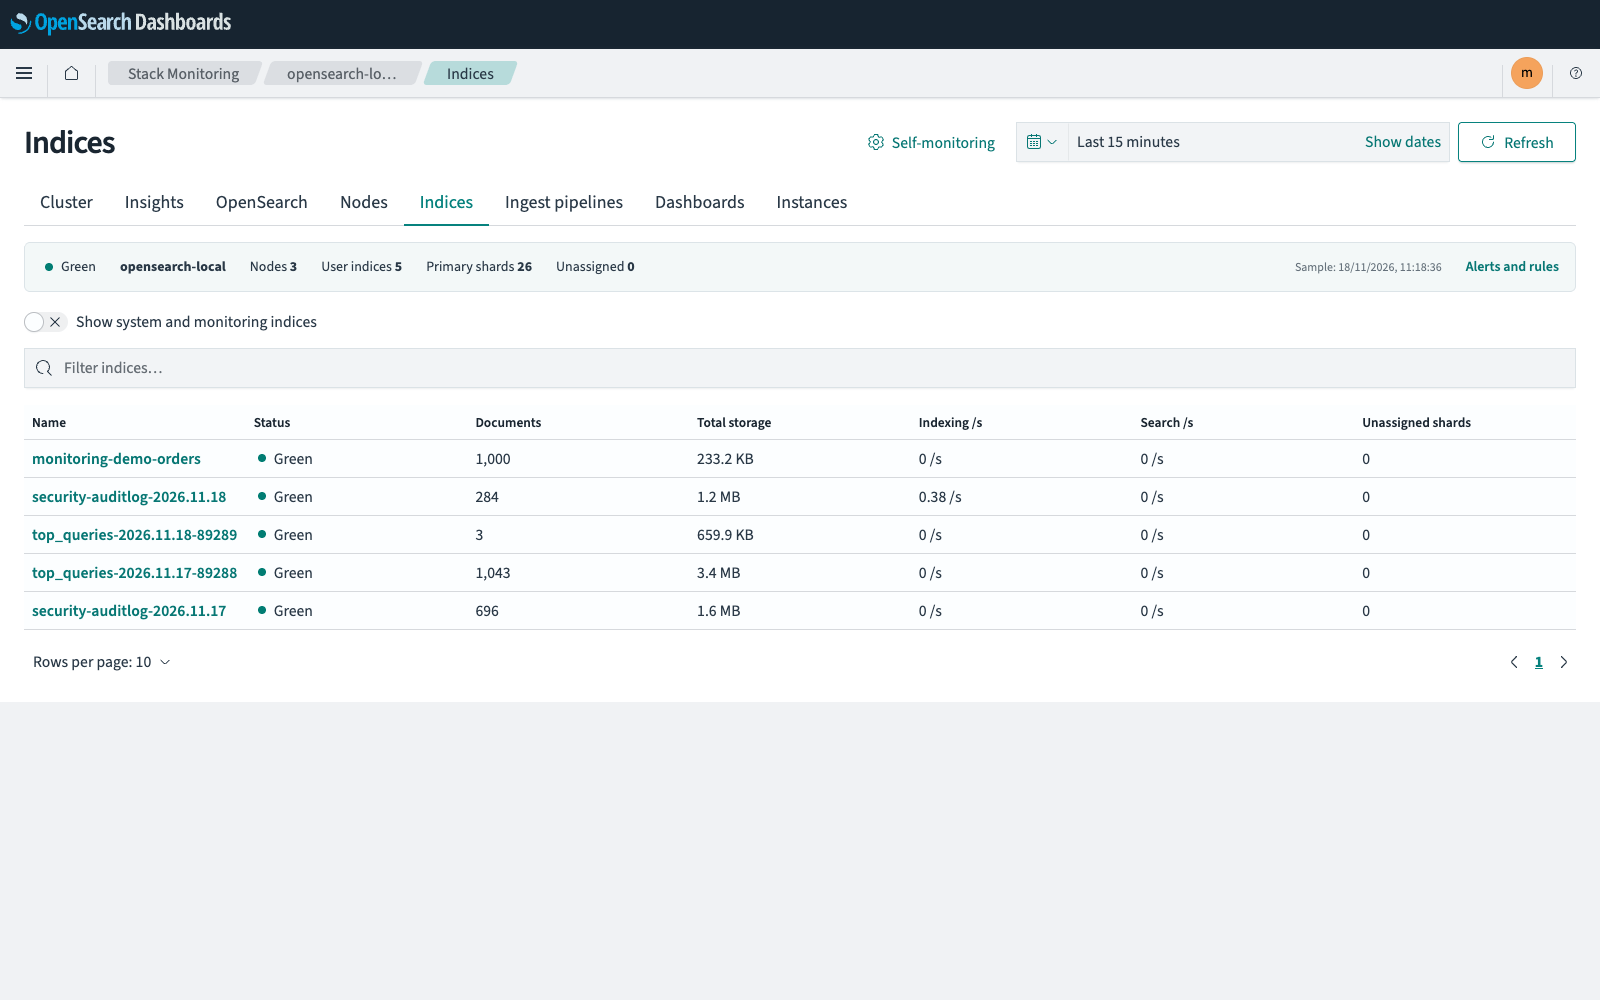 OpenSearch Dashboards
Stack Monitoring
opensearch-lo…
Indices
m
Indices
Self-monitoring
Last 15 minutes
Show dates
Refresh
Cluster
Insights
OpenSearch
Nodes
Indices
Ingest pipelines
Dashboards
Instances
Green
opensearch-local
Nodes 3
User indices 5
Primary shards 26
Unassigned 0
Sample: 18/11/2026, 11:18:36
Alerts and rules
Show system and monitoring indices
Filter indices…
Name Status Documents Total storage Indexing /s Search /s Unassigned shards
monitoring-demo-orders Green 1,000 233.2 KB 0 /s 0 /s 0
security-auditlog-2026.11.18 Green 284 1.2 MB 0.38 /s 0 /s 0
top_queries-2026.11.18-89289 Green 3 659.9 KB 0 /s 0 /s 0
top_queries-2026.11.17-89288 Green 1,043 3.4 MB 0 /s 0 /s 0
security-auditlog-2026.11.17 Green 696 1.6 MB 0 /s 0 /s 0
Rows per page: 10
1